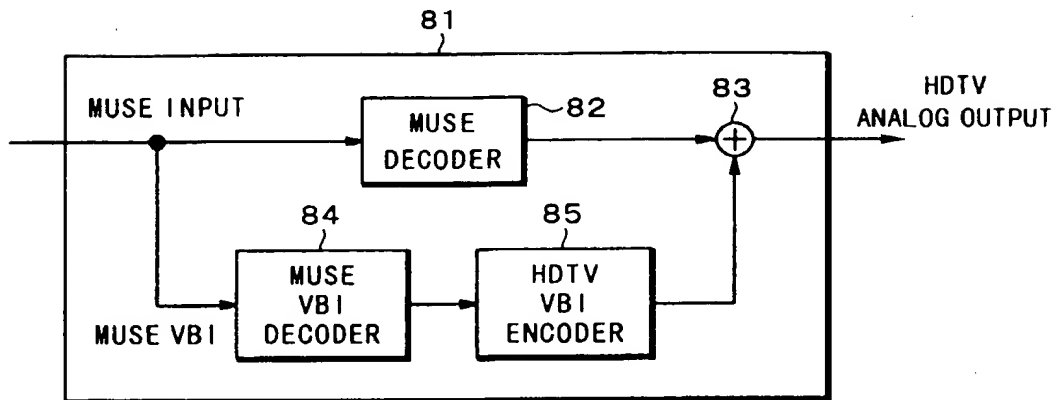 81
MUSE INPUT
MUSE
DECODER
82
83
HDTV
ANALOG OUTPUT
84
MUSE
VBI
DECODER
85
HDTV
VBI
ENCODER
MUSE VBI